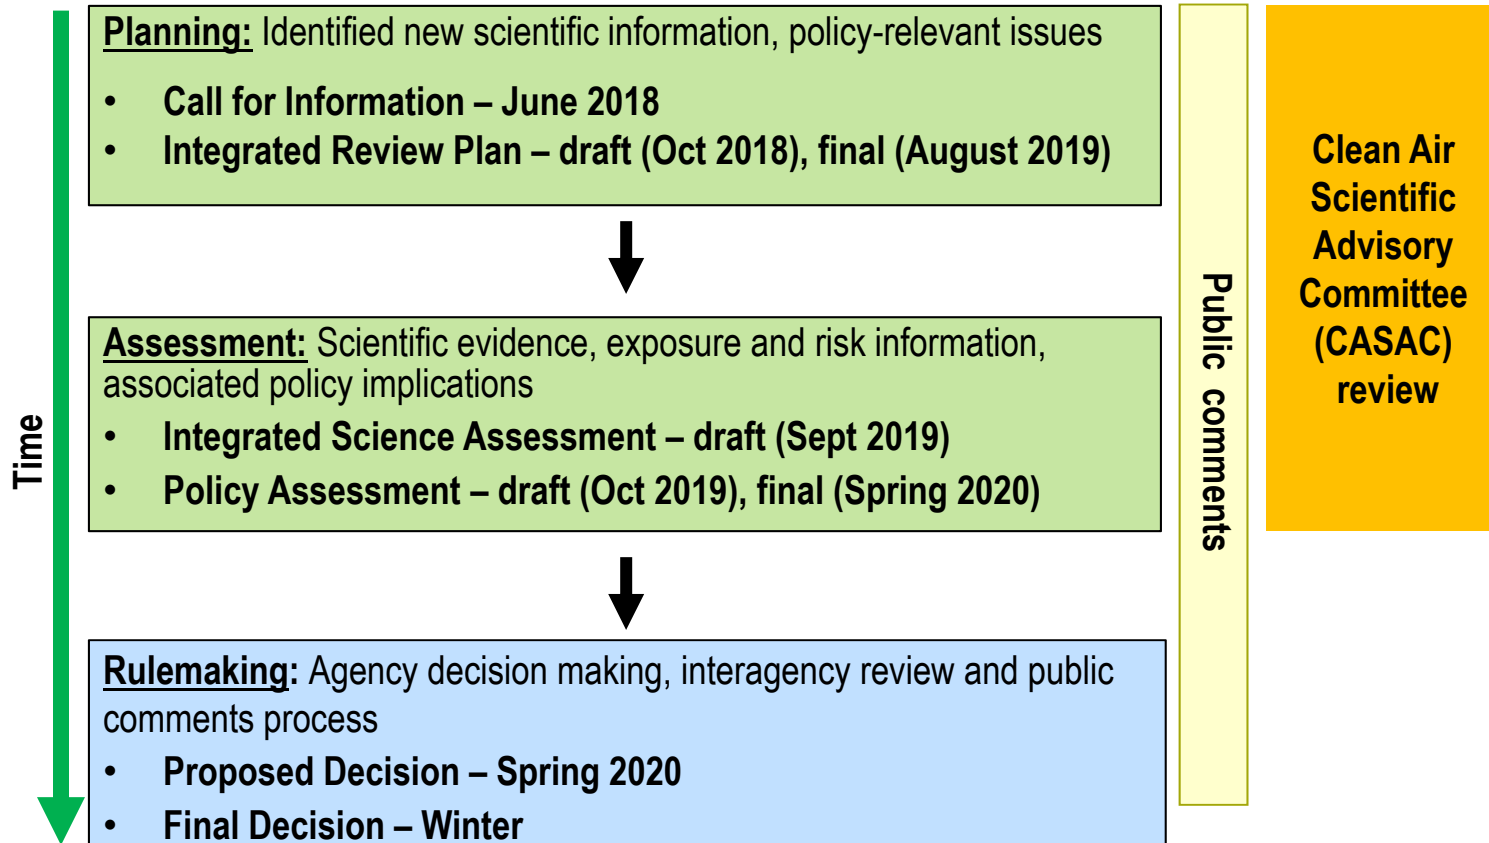 Time
Planning: Identified new scientific information, policy-relevant issues
• Call for Information – June 2018
• Integrated Review Plan – draft (Oct 2018), final (August 2019)
Assessment: Scientific evidence, exposure and risk information,
associated policy implications
• Integrated Science Assessment – draft (Sept 2019)
• Policy Assessment – draft (Oct 2019), final (Spring 2020)
Rulemaking: Agency decision making, interagency review and public
comments process
• Proposed Decision – Spring 2020
• Final Decision – Winter
Public comments
Clean Air
Scientific
Advisory
Committee
(CASAC)
review